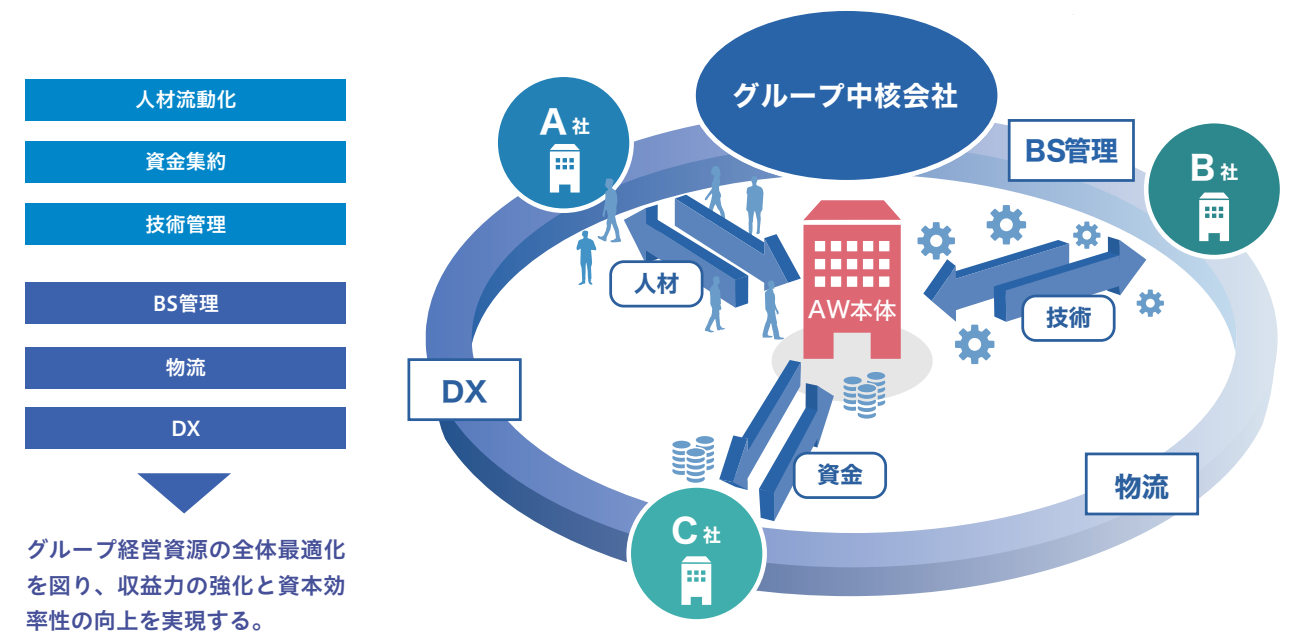 人材流動化
資金集約
技術管理
BS管理
物流
DX
グループ経営資源の全体最適化
を図り、収益力の強化と資本効
率性の向上を実現する。
グループ中核会社
A社
BS管理
B社
人材
AW本体
技術
DX
資金
物流
C社